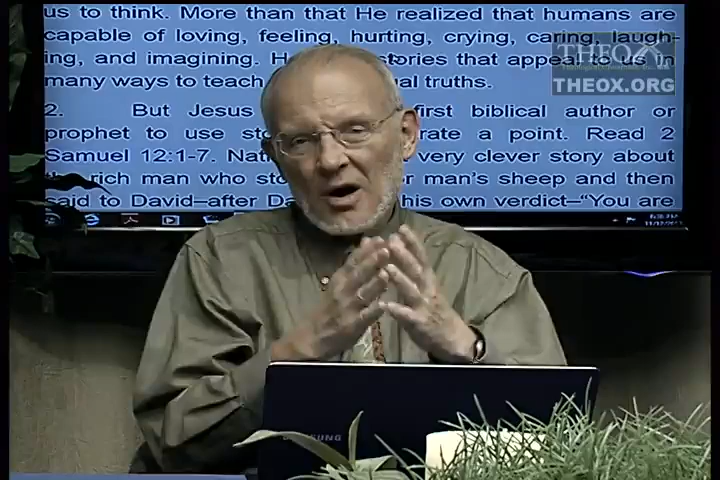 us to think. More than that He realized that humans are
capable of loving, feeling, hurting, crying, caring, laugh-
ing, and imagining. stories that appeal to us in
many ways to teach truths.
2. But Jesus first biblical author or
prophet to use a point. Read 2
Samuel 12:1-7. very clever story about
rich man who man's sheep and then
said to David—after his own verdict—“You are
THEOX
THEOX.ORG
SUNG